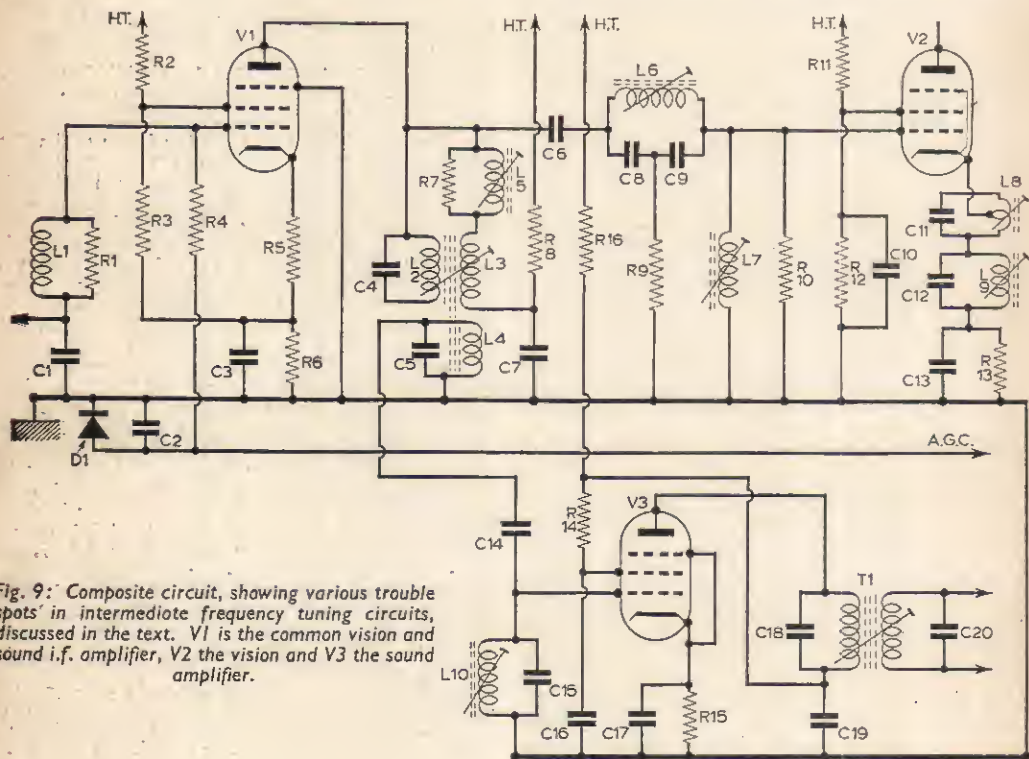 H.T.
R2
V1
H.T.
H.T.
L6
H.T.
R11
V2
C6
C8
C9
R7
L5
L8
C11
L1
R1
R3
R4
R5
C4
L2
L3
R8
R16
R9
L7
R10
R12
C10
C12
L9
C1
C3
R6
C5
L4
C7
C13
R13
D1
C2
A.G.C.
V3
R14
C14
T1
C18
C20
L10
C15
C16
C17
R15
C19
Fig. 9: Composite circuit, showing various trouble
spots in intermediote frequency tuning circuits,
discussed in the text. V1 is the common vision and
sound i.f. amplifier, V2 the vision and V3 the sound
amplifier.